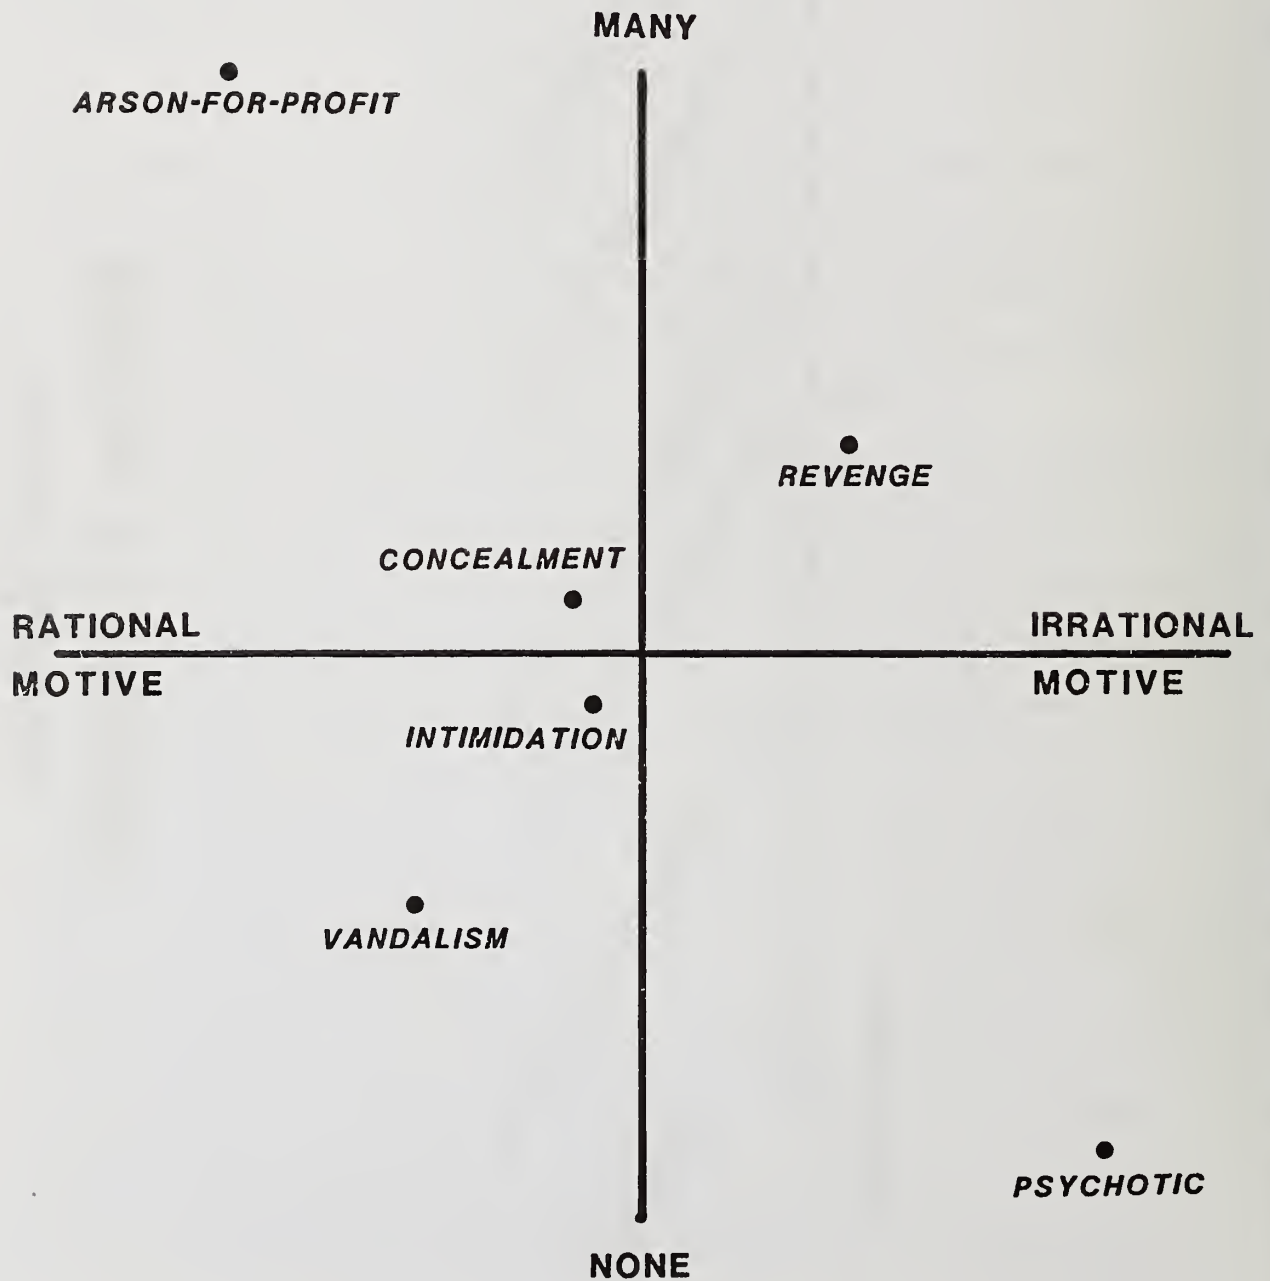 MANY
ARSON-FOR-PROFIT
REVENGE
CONCEALMENT
RATIONAL
MOTIVE
IRRATIONAL
MOTIVE
INTIMIDATION
VANDALISM
PSYCHOTIC
NONE